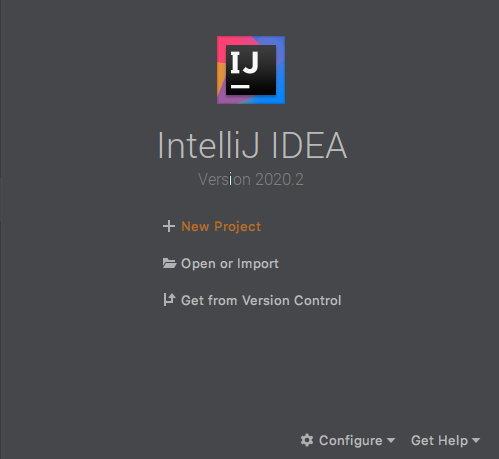 IJ
IntelliJ IDEA
Version 2020.2
New Project
Open or Import
Get from Version Control
Configure Get Help